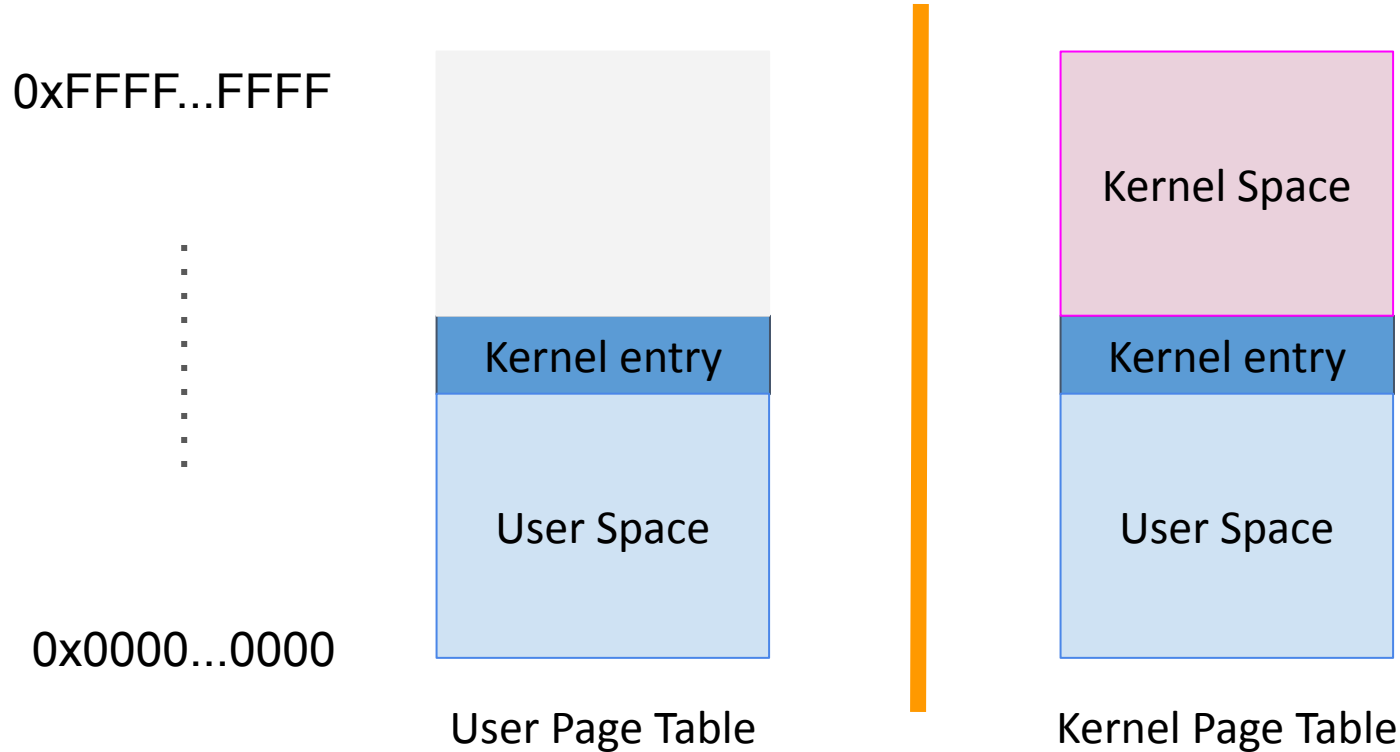 0xFFFF...FFFF
Kernel Space
Kernel entry
Kernel entry
User Space
User Space
0x0000...0000
User Page Table
Kernel Page Table